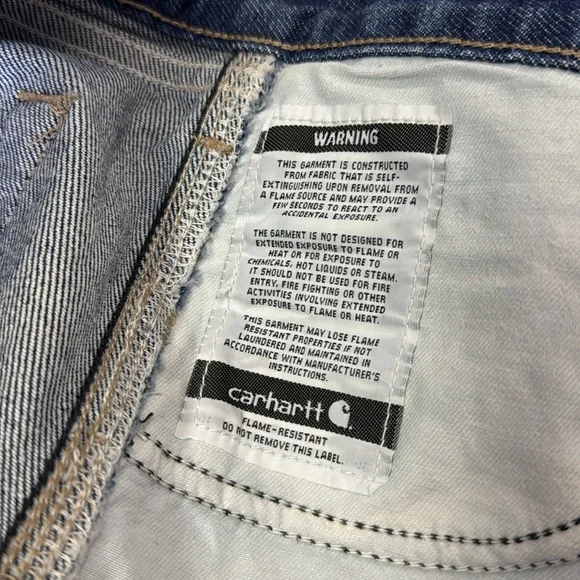 WARNING
THIS GARMENT IS CONSTRUCTED
FROM FABRIC THAT IS SELF-
EXTINGUISHING UPON REMOVAL FROM
A FLAME SOURCE AND MAY PROVIDE A
FEW SECONDS TO REACT TO AN
ACCIDENTAL EXPOSURE.
THE GARMENT IS NOT DESIGNED FOR
EXTENDED EXPOSURE TO FLAME OR
HEAT OR FOR EXPOSURE TO
CHEMICALS, HOT LIQUIDS OR STEAM.
IT SHOULD NOT BE USED FOR FIRE
ENTRY, FIRE FIGHTING OR OTHER
ACTIVITIES INVOLVING EXTENDED
EXPOSURE TO FLAME OR HEAT.
THIS GARMENT MAY LOSE FLAME
RESISTANT PROPERTIES IF NOT
LAUNDERED AND MAINTAINED IN
ACCORDANCE WITH MANUFACTURER'S
INSTRUCTIONS.
carhartt
FLAME-RESISTANT
DO NOT REMOVE THIS LABEL.